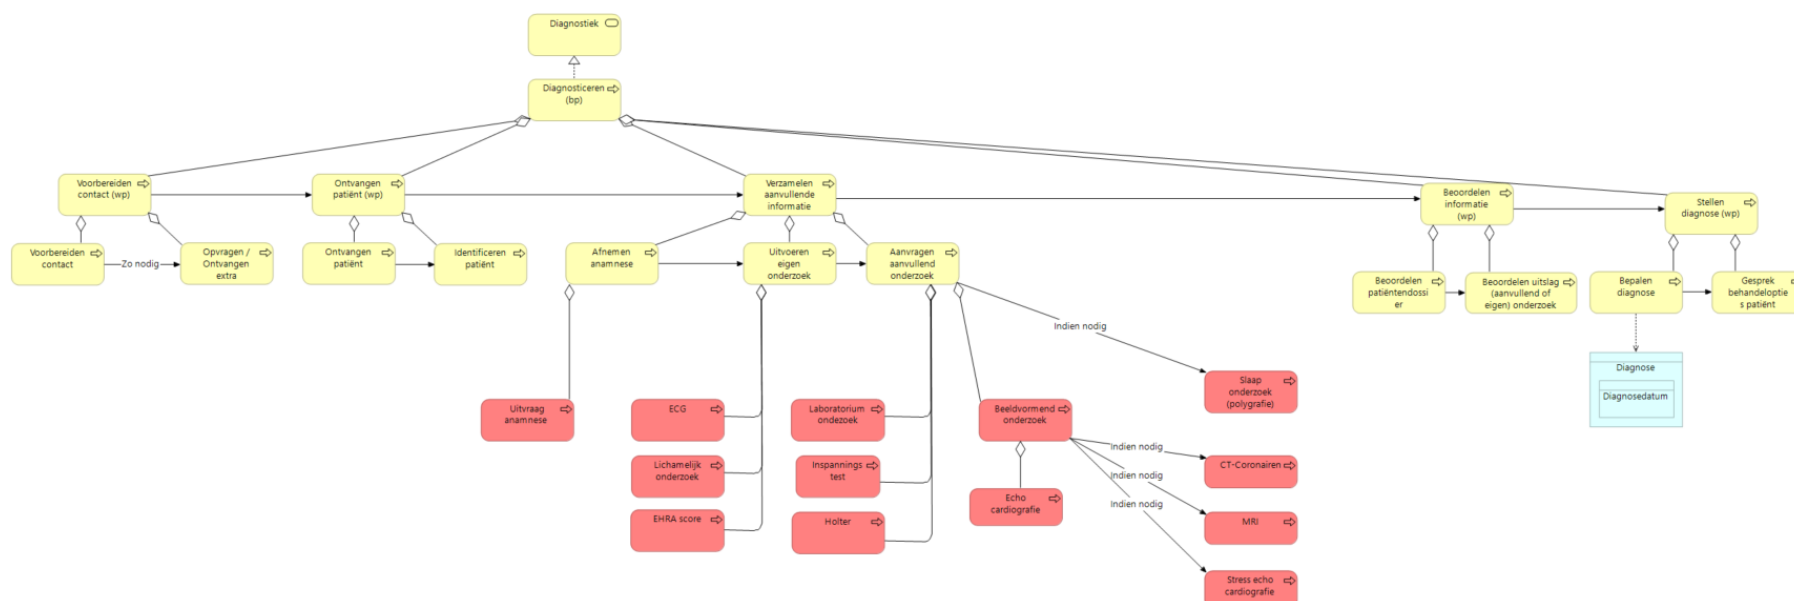 Diagnostiek
Diagnosticeren
(bp)
Voorbereiden
contact (wp)
Ontvangen
patiënt (wp)
Verzamelen
aanvullende
informatie
Beoordelen
informatie
(wp)
Stellen
diagnose (wp)
Voorbereiden
contact
Zo nodig
Opvragen /
Ontvangen
extra
Ontvangen
patiënt
Identificeren
patiënt
Afnemen
anamnese
Uitvoeren
eigen
onderzoek
Aanvragen
aanvullend
onderzoek
Beoordelen
patiëntendossi
er
Beoordelen uitslag
(aanvullend of
eigen) onderzoek
Bepalen
diagnose
Gesprek
behandeloptie
s patiënt
Indien nodig
Slaap
onderzoek
(polygrafie)
Diagnose
Diagnosedatum
Uitvraag
anamnese
ECG
Laboratorium
ondezoek
Beeldvormend
onderzoek
Indien nodig
CT-Coronairen
Lichamelijk
onderzoek
Inspannings
test
Indien nodig
Echo
cardiografie
Indien nodig
MRI
EHRA score
Holter
Stress echo
cardiografie